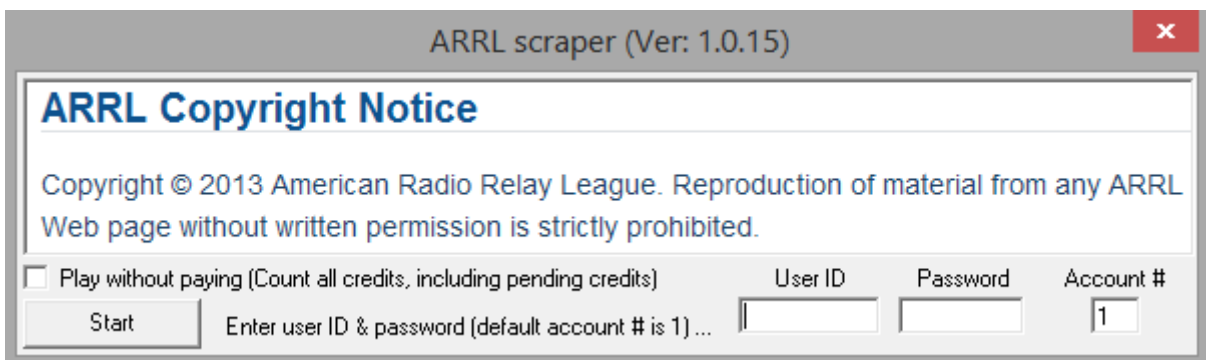 ARRL scraper (Ver: 1.0.15)
x
ARRL Copyright Notice
Copyright © 2013 American Radio Relay League. Reproduction of material from any ARRL
Web page without written permission is strictly prohibited.
Play without paying (Count all credits, including pending credits) User ID Password Account #
Start Enter user ID & password (default account # is 1) ... 1